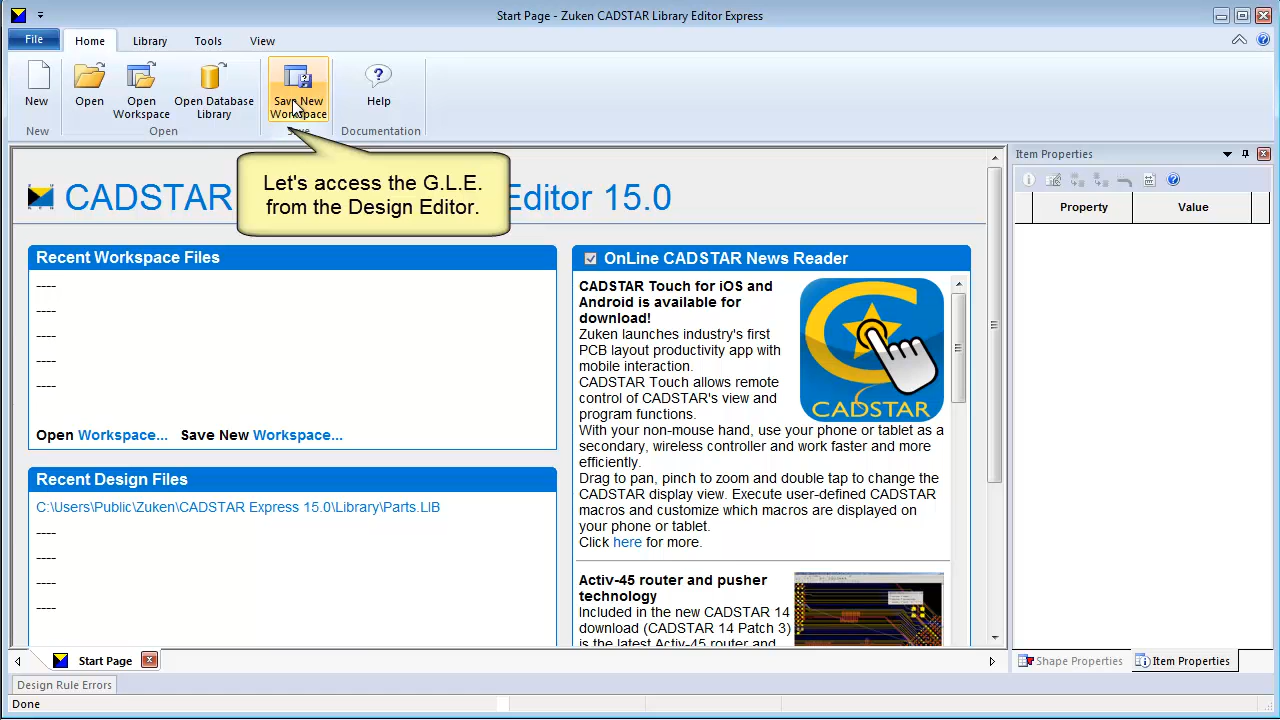 Start Page - Zuken CADSTAR Library Editor Express
File
Home
Library
Tools
View
New
Open
Open
Workspace
Open Database
Library
Save New
Workspace
Help
New
Open
Documentation
Let's access the G.L.E.
from the Design Editor.
CADSTAR
Editor 15.0
Recent Workspace Files
----
----
----
----
----
Open Workspace... Save New Workspace...
Recent Design Files
C:\Users\Public\Zuken\CADSTAR Express 15.0\Library\Parts.LIB
----
----
----
----
OnLine CADSTAR News Reader
CADSTAR Touch for iOS and
Android is available for
download!
Zuken launches industry's first
PCB layout productivity app with
mobile interaction.
CADSTAR Touch allows remote
control of CADSTAR's view and
program functions.
With your non-mouse hand, use your phone or tablet as a
secondary, wireless controller and work faster and more
efficiently.
Drag to pan, pinch to zoom and double tap to change the
CADSTAR display view. Execute user-defined CADSTAR
macros and customize which macros are displayed on
your phone or tablet.
Click here for more.
CADSTAR
Activ-45 router and pusher
technology
Included in the new CADSTAR 14
download (CADSTAR 14 Patch 3)
is the latest Activ-45 router and
Item Properties
Property
Value
Start Page
Shape Properties
Item Properties
Design Rule Errors
Done